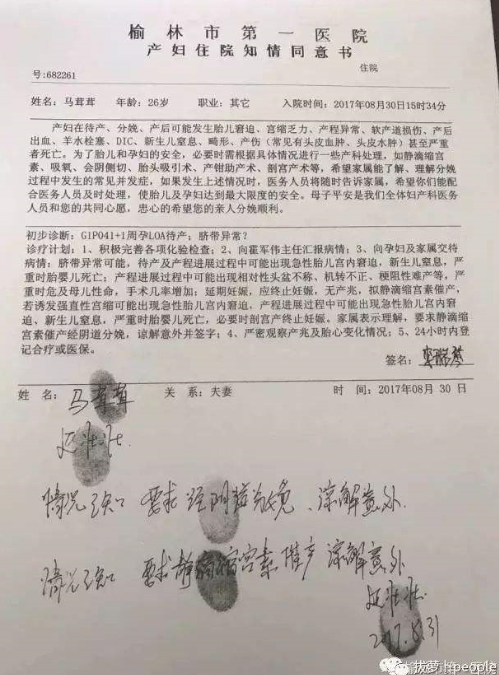 榆林市第一医院
产妇住院知情同意书
号:682261 住院
姓名：马茸茸 年龄：26岁 职业：其它 入院时间：2017年08月30日15时34分
产妇在待产、分娩、产后可能发生胎儿窘迫、宫缩乏力、产程异常、软产道损伤、产后
出血、羊水栓塞、DIC、新生儿窒息、畸形、产伤（常见有头皮血肿、头皮水肿）甚至严
重者死亡。为了胎儿和孕妇的安全，必要时需根据具体情况进行一些产科处理，如静滴缩宫
素、吸氧、会阴侧切、胎头吸引术、产钳助产术、剖宫产术等，希望家属能了解、理解分娩
过程中发生的常见并发症，如果发生上述情况时，医务人员将随时告诉家属，希望你们能配
合医务人员及时处理，使胎儿及孕妇达到最大限度的安全。母子平安是我们全体妇产科医务
人员和您的共同心愿，忠心的希望您的亲人分娩顺利。
初步诊断：G1P041+1周孕LOA待产；脐带异常？
诊疗计划：1、积极完善各项化验检查；2、向霍军伟主任汇报病情；3、向孕妇及家属交待
病情：脐带异常可能，待产及产程进展过程中可能出现急性胎儿宫内窘迫，新生儿窒息，严
重时胎婴儿死亡；产程进展过程中可能出现相对性头盆不称、机转不正、梗阻性难产等，严
重时危及母儿性命，手术儿率增加；延期妊娠，应终止妊娠，无产兆，拟静滴缩宫素催产，
若诱发强直性宫缩可能出现急性胎儿宫内窘迫，产程进展过程中可能出现急性胎儿宫内窘
迫、新生儿窒息，严重时胎婴儿死亡，必要时剖宫产终止妊娠，家属表示理解，要求静滴缩
宫素催产经阴道分娩，谅解意外并签字；4、严密观察产兆及胎心变化情况；5、24小时内登
记合疗或医保。
签名：
姓 名：马茸茸 关 系：夫妻 时 间：2017年08月 30 日
延壮壮
情况已知 要求经阴道分娩、谅解意外
情况已知 要求静滴缩宫素催产 谅解意外
延壮壮
2017.8.31
拔萝卜people